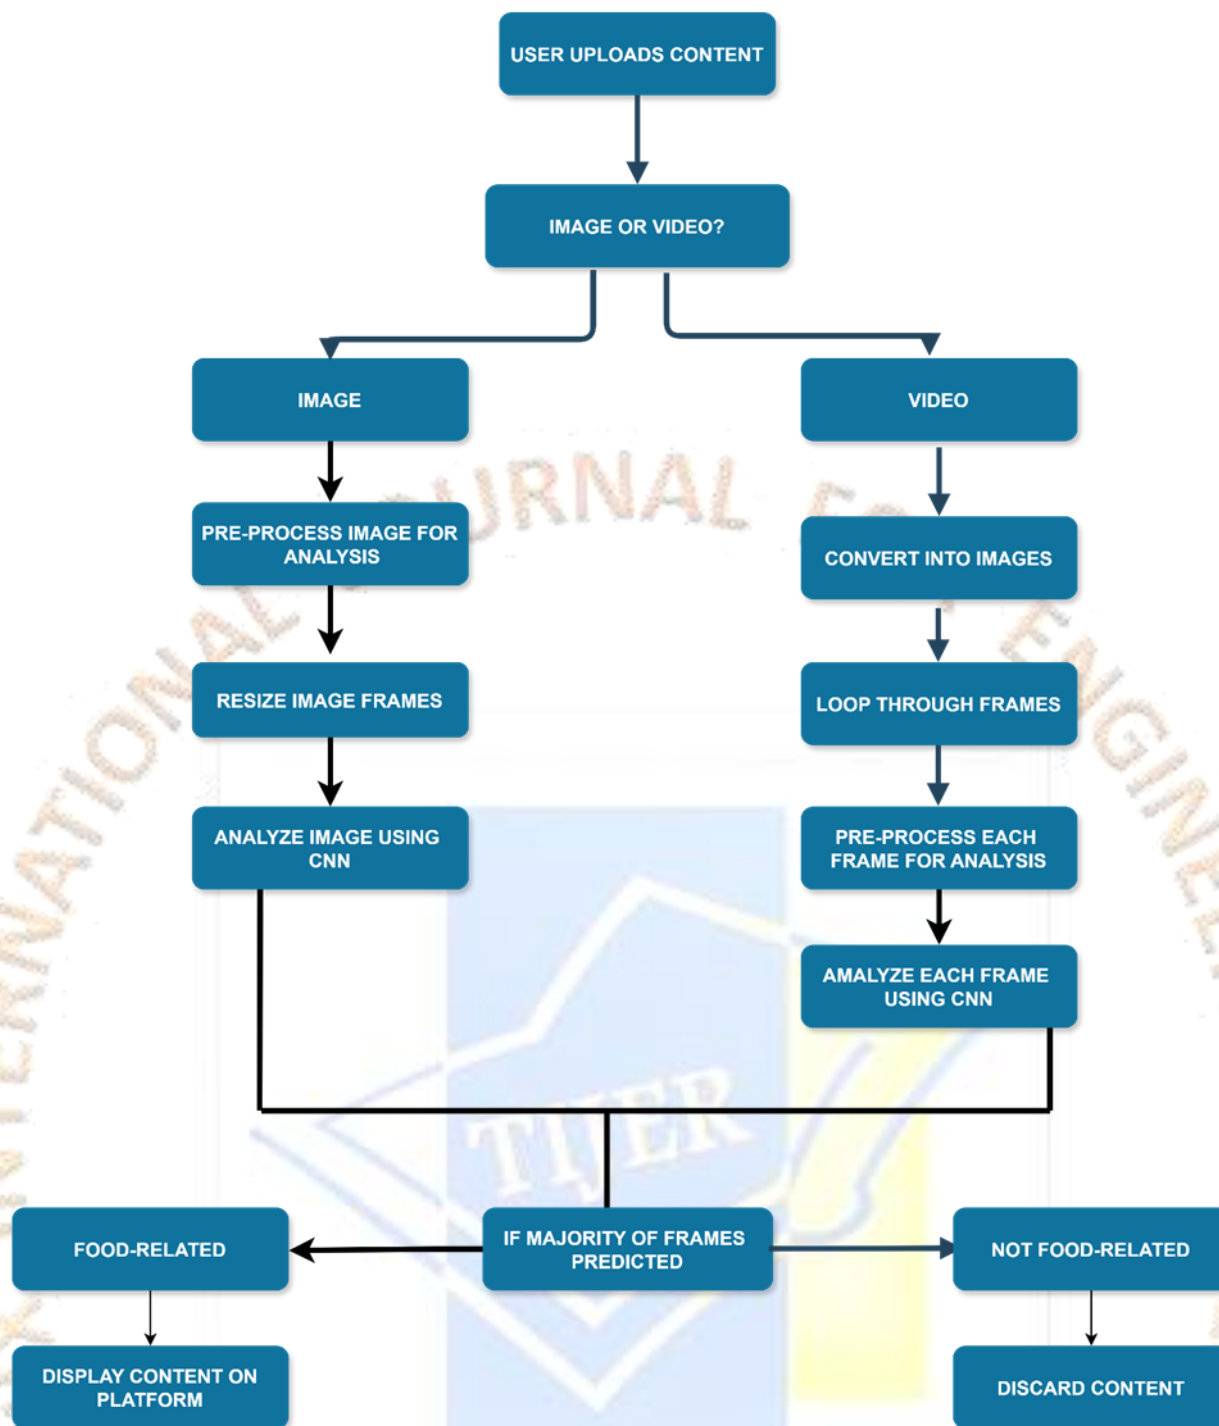 USER UPLOADS CONTENT
IMAGE OR VIDEO?
IMAGE
VIDEO
PRE-PROCESS IMAGE FOR
ANALYSIS
CONVERT INTO IMAGES
RESIZE IMAGE FRAMES
LOOP THROUGH FRAMES
ANALYZE IMAGE USING
CNN
PRE-PROCESS EACH
FRAME FOR ANALYSIS
AMALYZE EACH FRAME
USING CNN
TIJER
FOOD-RELATED
IF MAJORITY OF FRAMES
PREDICTED
NOT FOOD-RELATED
DISPLAY CONTENT ON
PLATFORM
DISCARD CONTENT